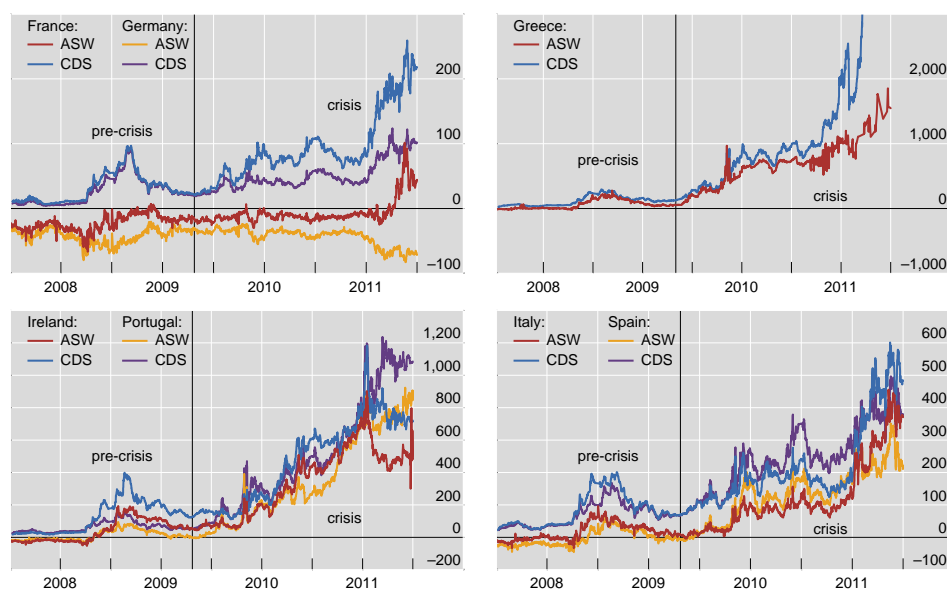 France: Germany:
ASW ASW
CDS CDS
200
crisis
pre-crisis
100
0
–100
2008 2009 2010 2011
Greece:
ASW
CDS
2,000
1,000
pre-crisis
crisis
0
–1,000
2008 2009 2010 2011
Ireland: Portugal:
ASW ASW
CDS CDS
1,200
1,000
800
600
pre-crisis
400
200
crisis
0
–200
2008 2009 2010 2011
Italy: Spain:
ASW ASW
CDS CDS
600
500
400
300
pre-crisis
200
100
crisis
0
–100
2008 2009 2010 2011